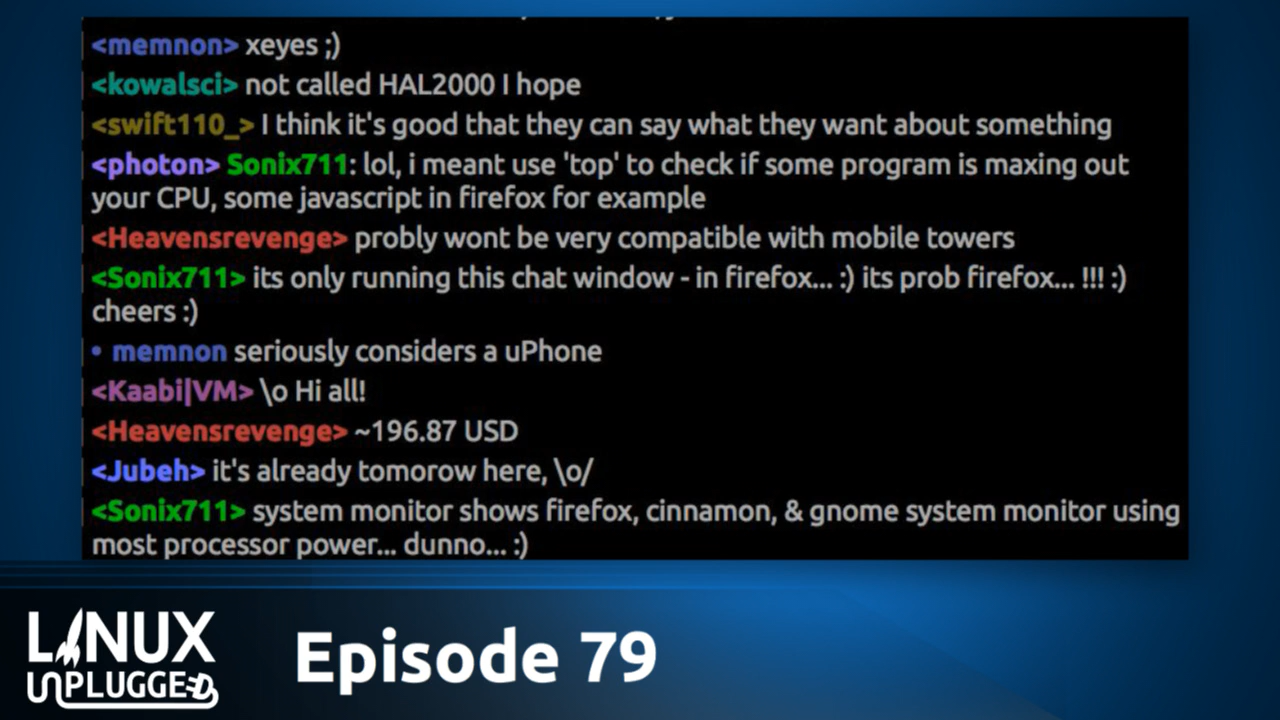 <memnon> xeyes ;)
<kowalsci> not called HAL2000 I hope
<swift110_> I think it's good that they can say what they want about something
<photon> Sonix711: lol, i meant use 'top' to check if some program is maxing out
your CPU, some javascript in firefox for example
<Heavensrevenge> probly wont be very compatible with mobile towers
<Sonix711> its only running this chat window - in firefox... :) its prob firefox... !!! :)
cheers :)
• memnon seriously considers a uPhone
<Kaabi|VM> \o Hi all!
<Heavensrevenge> ~196.87 USD
<Jubeh> it's already tomorow here, \o/
<Sonix711> system monitor shows firefox, cinnamon, & gnome system monitor using
most processor power... dunno... :)
LINUX
UNPLUGGED
Episode 79